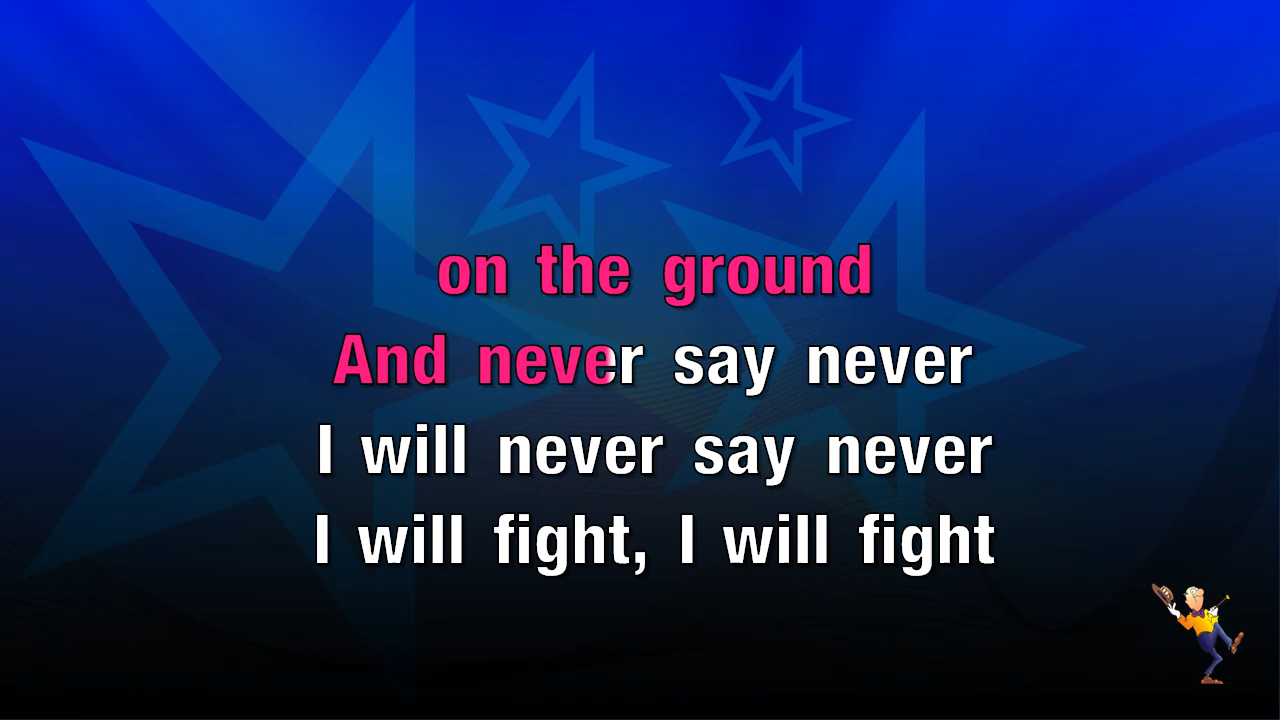 on the ground
And never say never
I will never say never
I will fight, I will fight